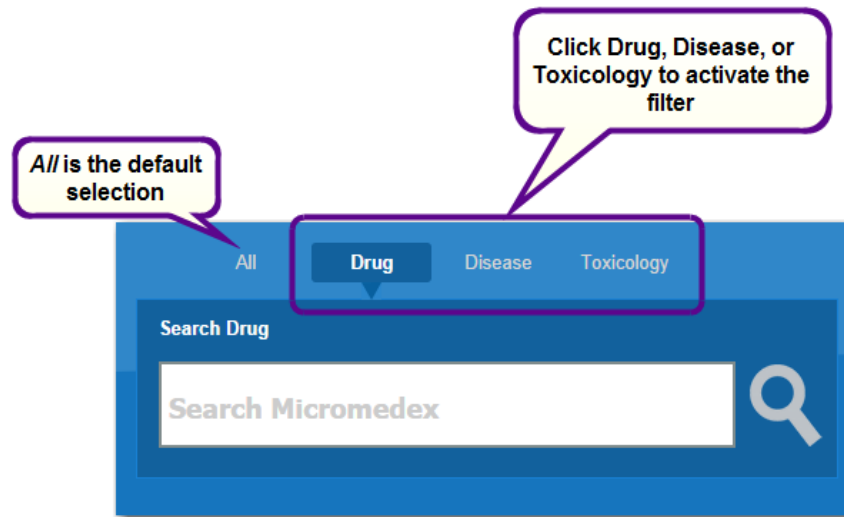 Click Drug, Disease, or
Toxicology to activate the
filter
All is the default
selection
All Drug Disease Toxicology
Search Drug
Search Micromedex